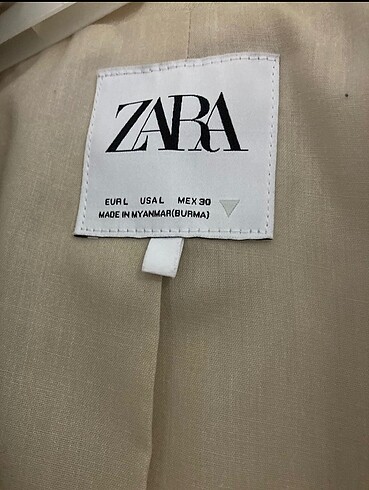 ZARA
EUR L USA L MEX 30
MADE IN MYANMAR(BURMA)